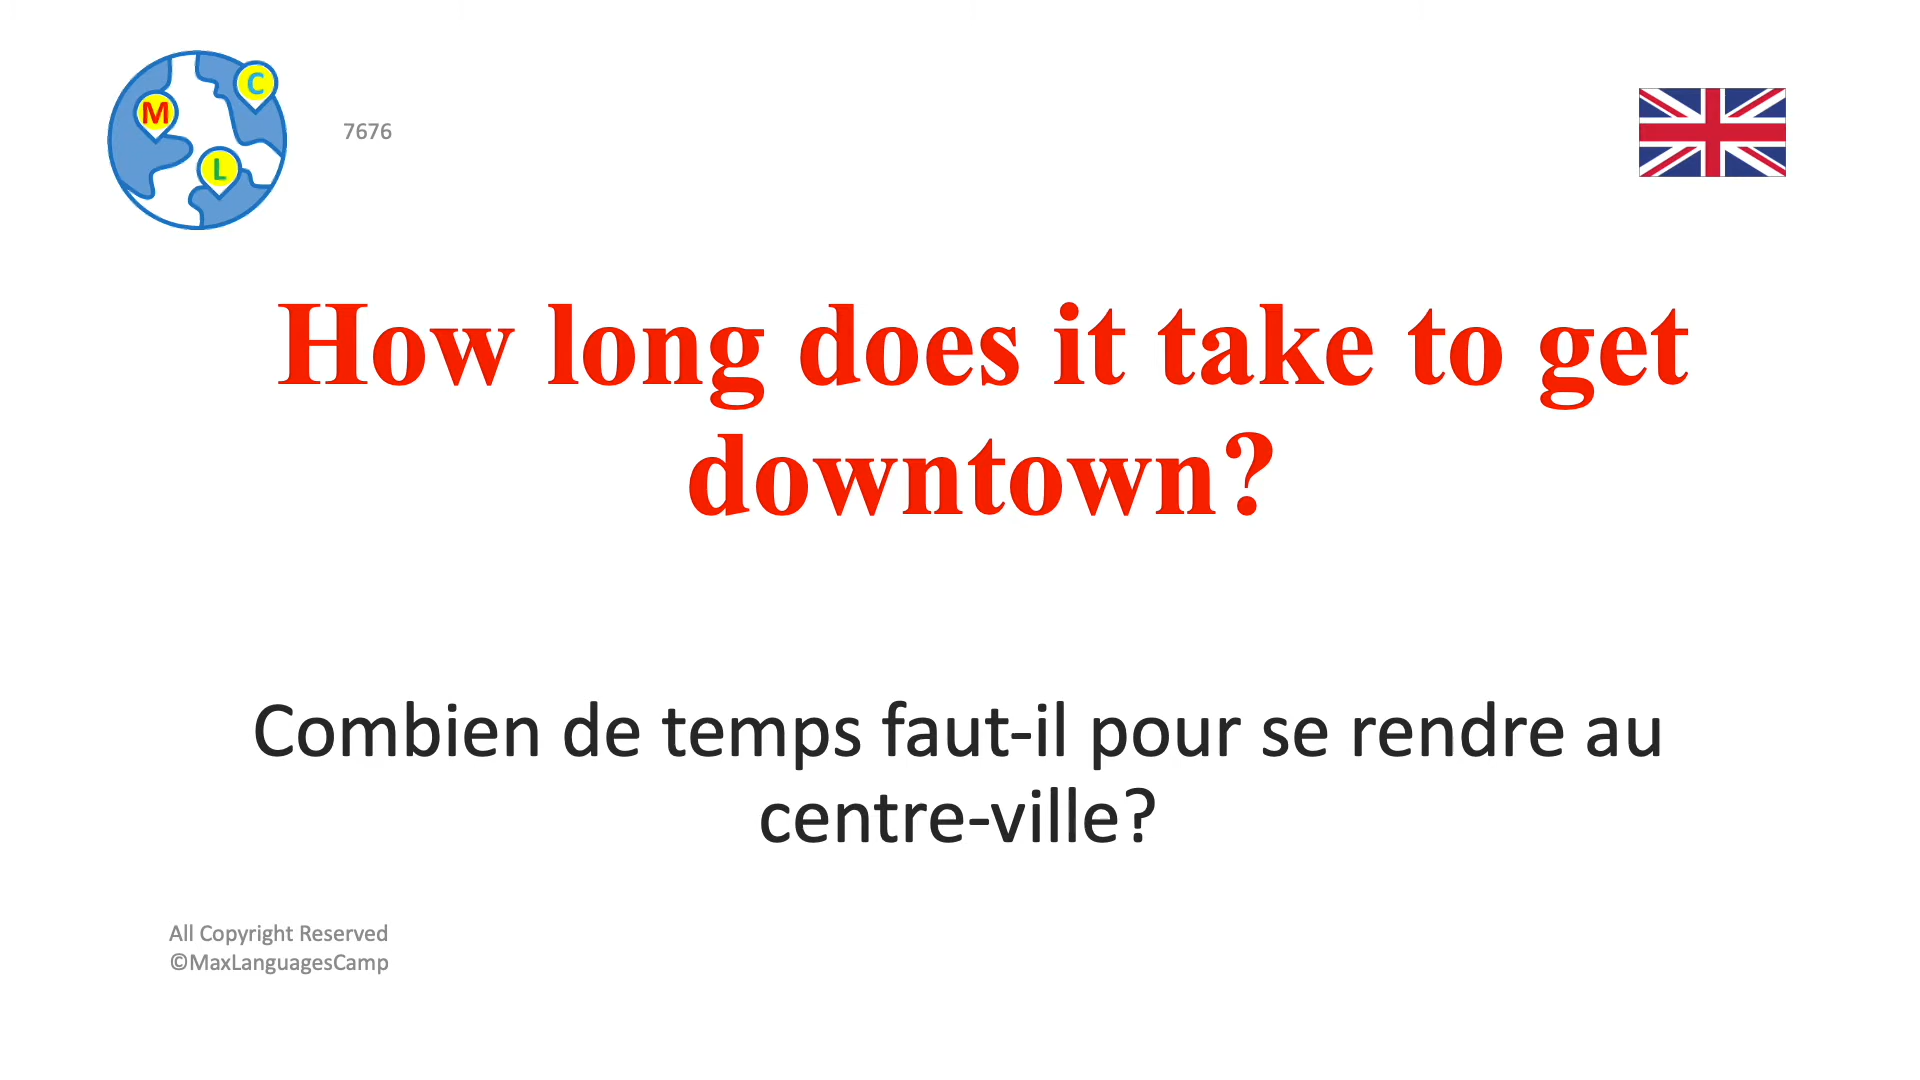 M
C
L
7676
How long does it take to get
downtown?
Combien de temps faut-il pour se rendre au
centre-ville?
All Copyright Reserved
©MaxLanguagesCamp